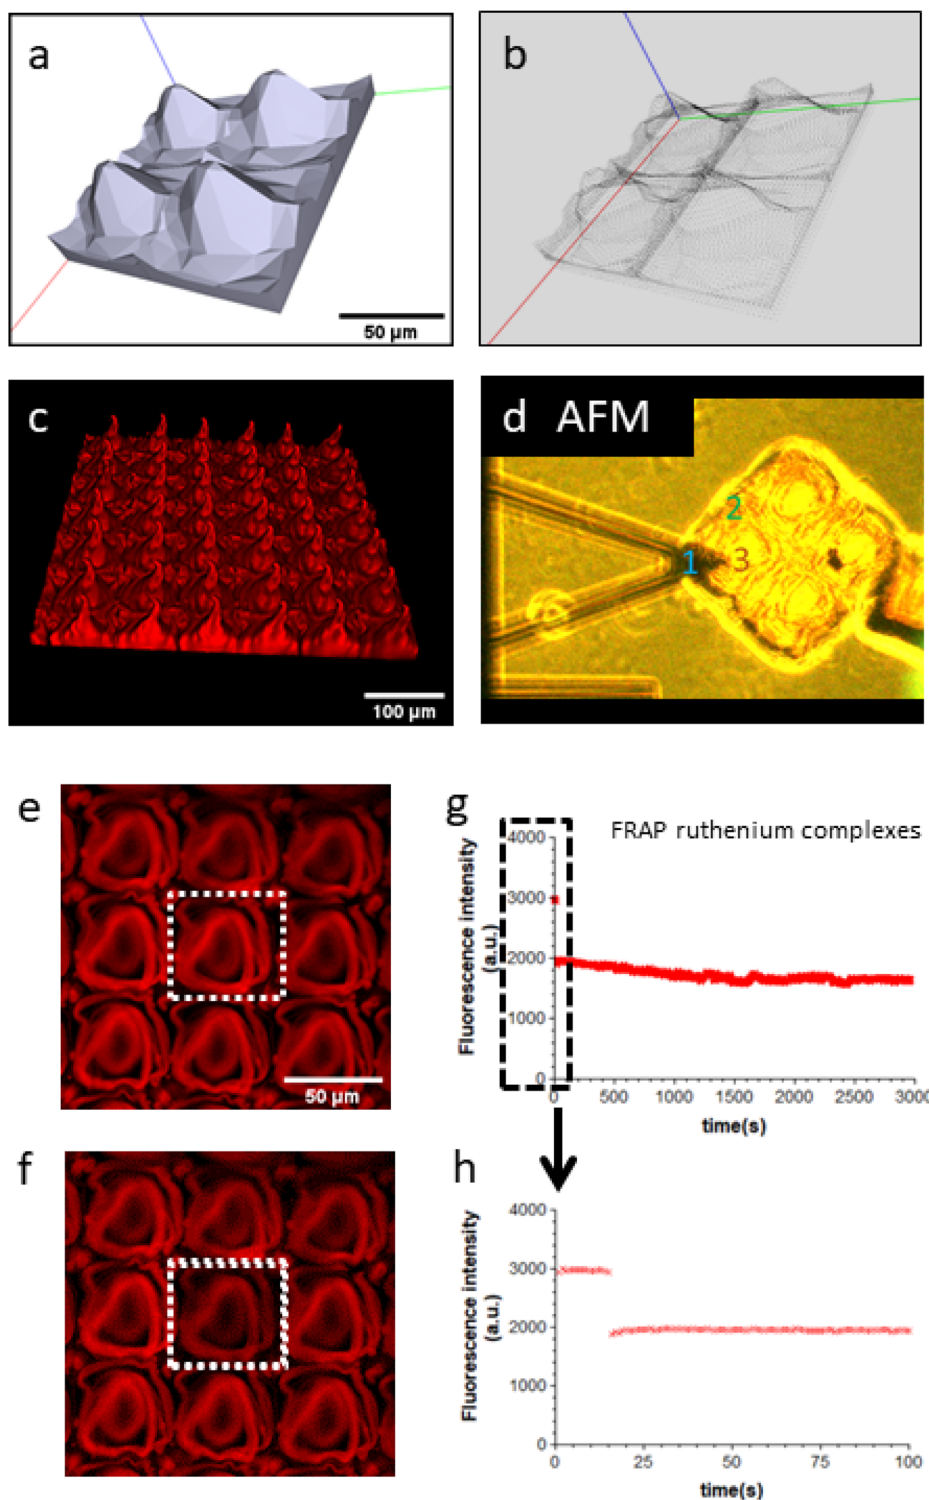 a
50 µm
b
c
100 µm
d AFM
1
2
3
e
50 µm
f
g
FRAP ruthenium complexes
Fluorescence intensity
(a.u.)
4000
3000
2000
1000
0
0 500 1000 1500 2000 2500 3000
time(s)
h
Fluorescence intensity
(a.u.)
4000
3000
2000
1000
0
0 25 50 75 100
time(s)